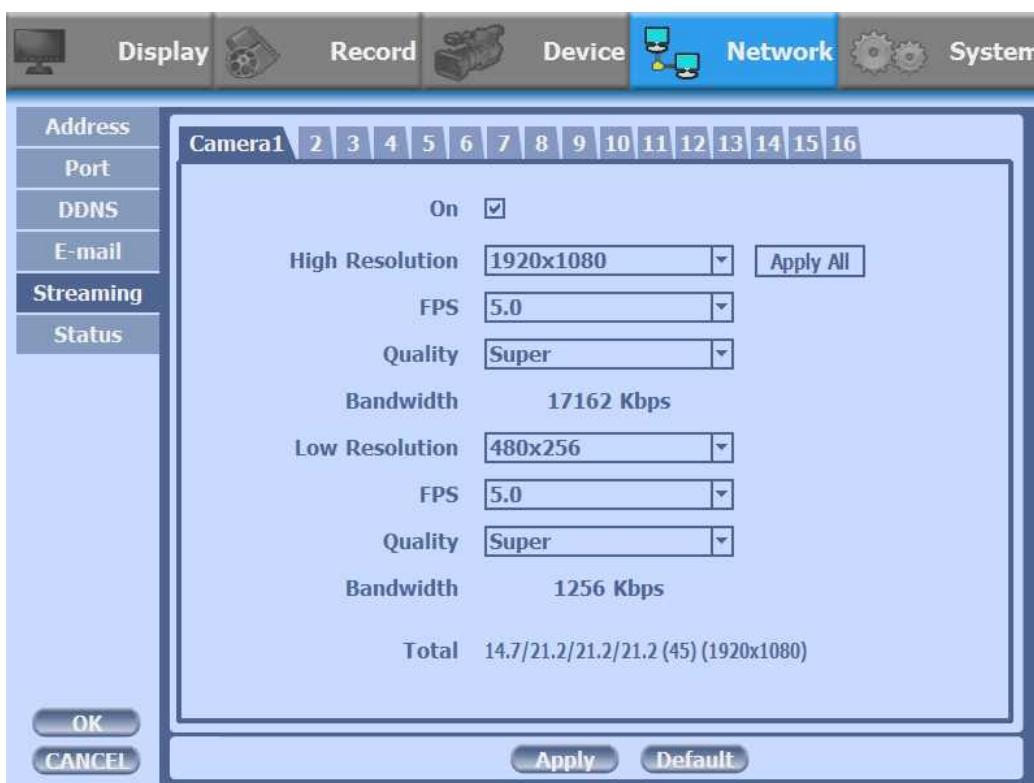 Display Record Device Network System
Address
Port
DDNS
E-mail
Streaming
Status
OK
CANCEL
Camera1 2 3 4 5 6 7 8 9 10 11 12 13 14 15 16
On
High Resolution 1920x1080 Apply All
FPS 5.0
Quality Super
Bandwidth 17162 Kbps
Low Resolution 480x256
FPS 5.0
Quality Super
Bandwidth 1256 Kbps
Total 14.7/21.2/21.2/21.2 (45) (1920x1080)
Apply Default